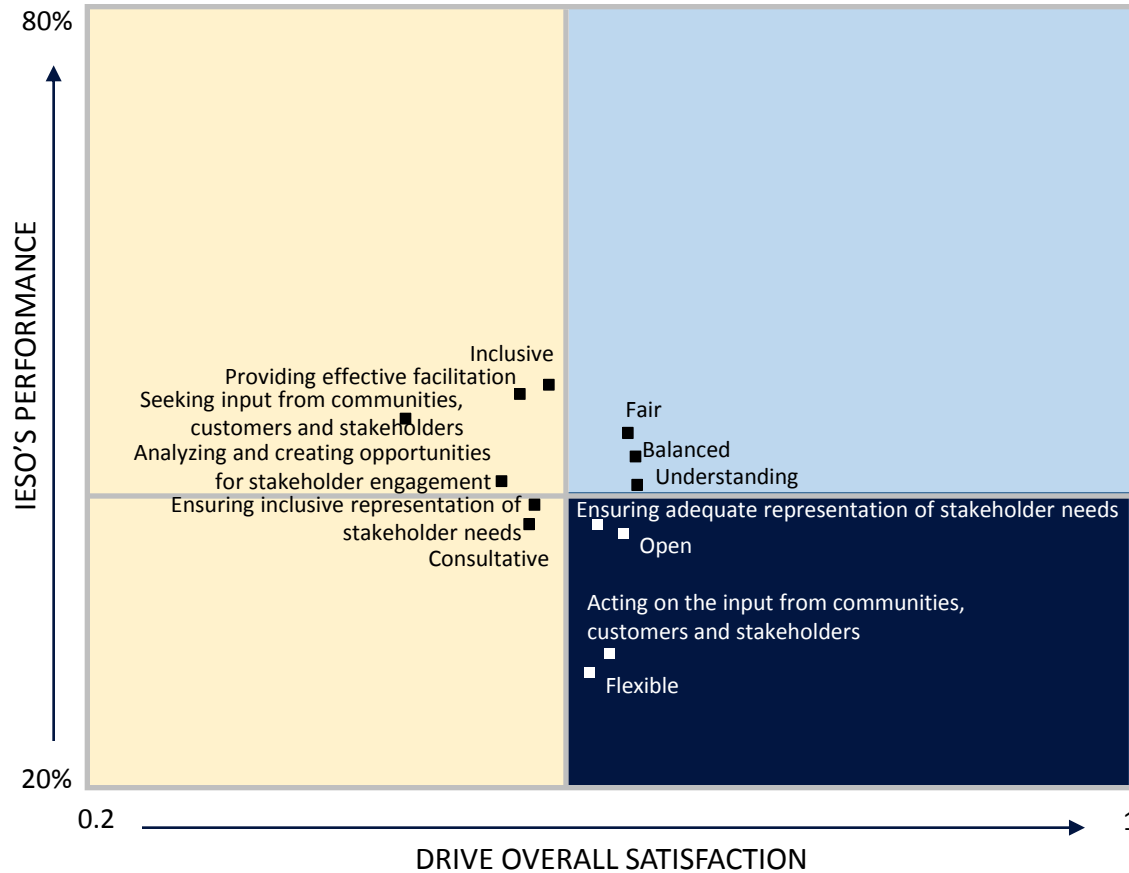 80%
IESO'S PERFORMANCE
Inclusive
Providing effective facilitation
Seeking input from communities,
customers and stakeholders
Analyzing and creating opportunities
for stakeholder engagement
Ensuring inclusive representation of
stakeholder needs
Consultative
Fair
Balanced
Understanding
Ensuring adequate representation of stakeholder needs
Open
Acting on the input from communities,
customers and stakeholders
Flexible
20%
0.2
1
DRIVE OVERALL SATISFACTION